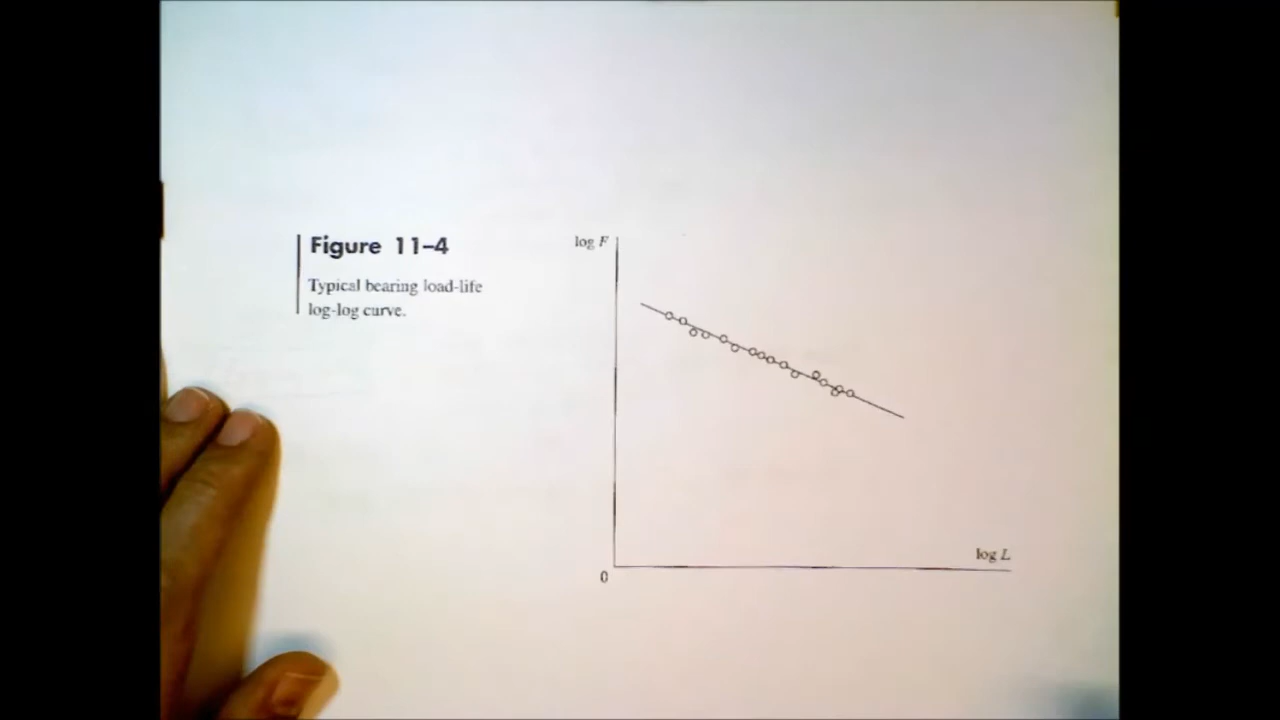 Figure 11–4
Typical bearing load-life
log-log curve.
log F
log L
0